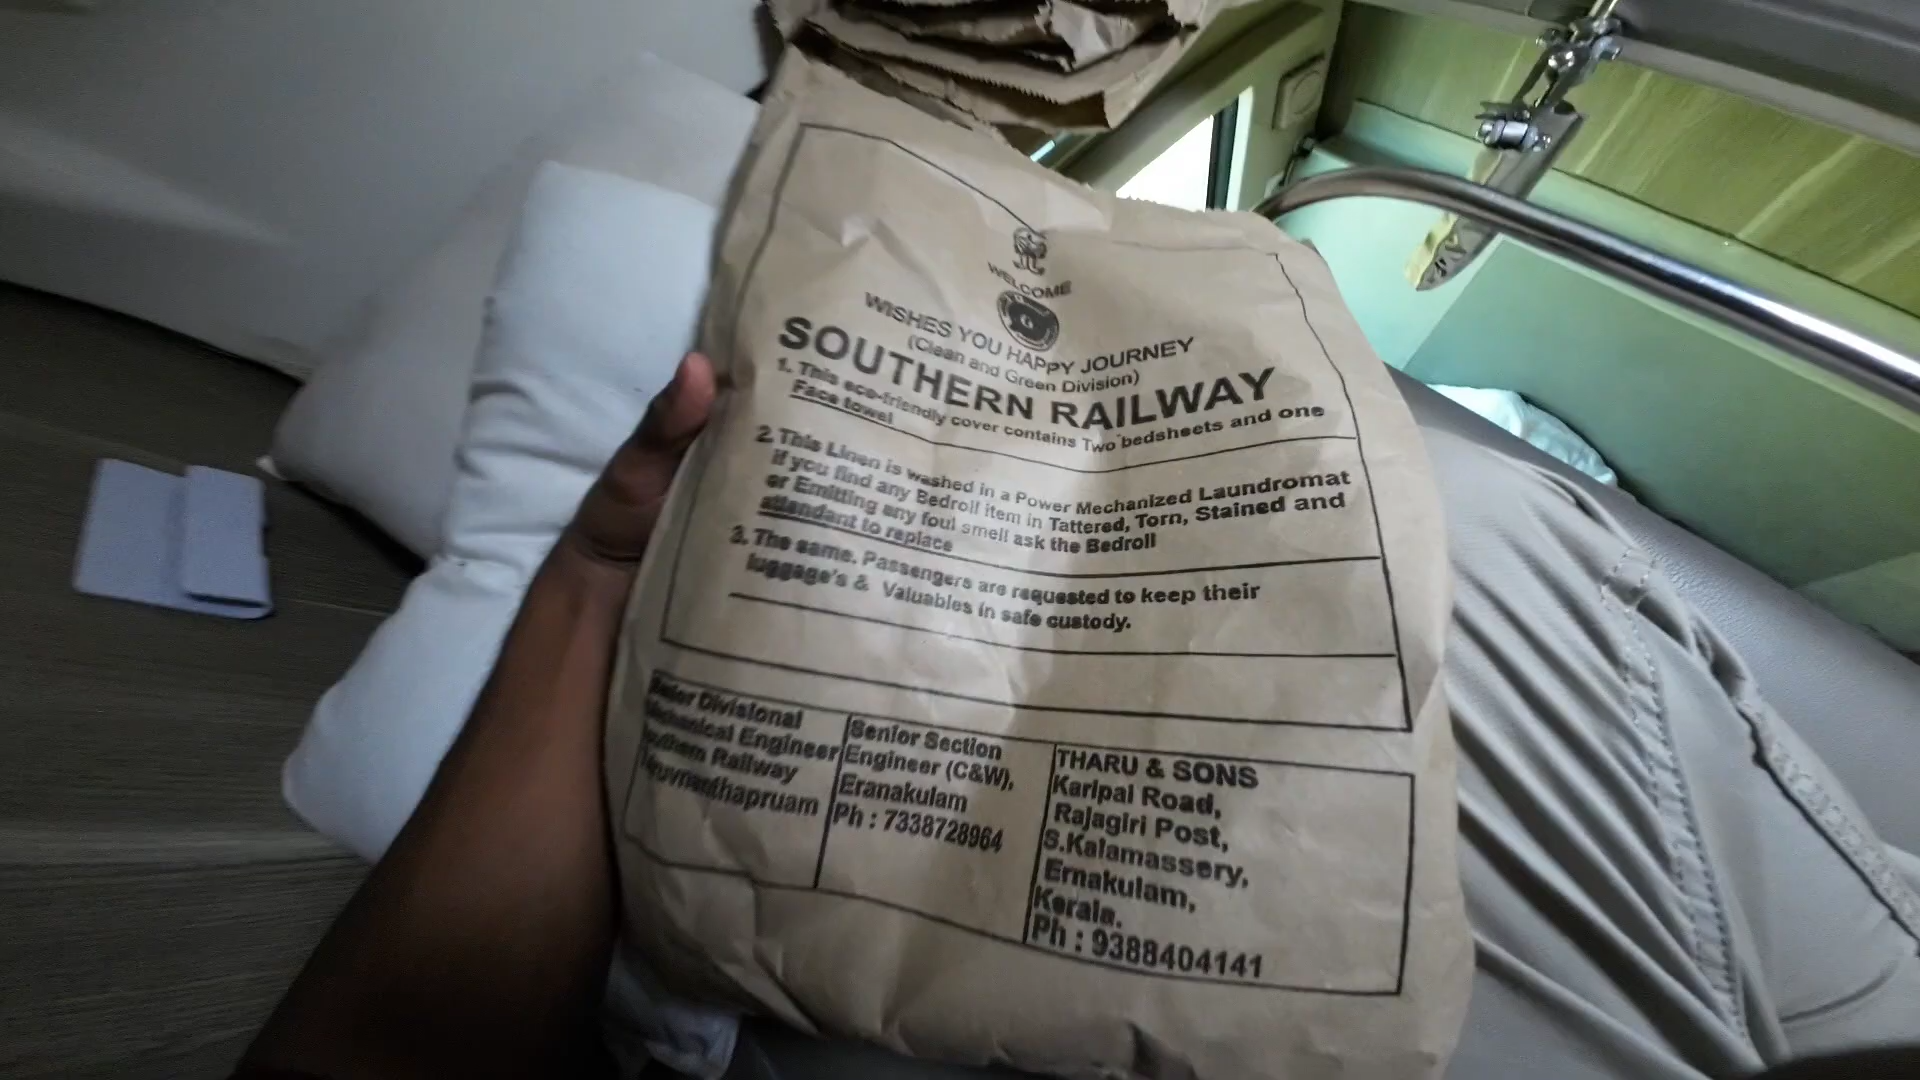 WELCOME
WISHES YOU HAPPY JOURNEY
(Clean and Green Division)
SOUTHERN RAILWAY
1. This eco-friendly cover contains Two bedsheets and one
Face towel
2. This Linen is washed in a Power Mechanized Laundromat
if you find any Bedroll item in Tattered, Torn, Stained and
or Emitting any foul smell ask the Bedroll
attendant to replace
3. The same. Passengers are requested to keep their
luggage's & Valuables in safe custody.
Senior Divisional
Mechanical Engineer
Southern Railway
Thiruvnanthapruam
Senior Section
Engineer (C&W),
Eranakulam
Ph : 7338728964
THARU & SONS
Karipal Road,
Rajagiri Post,
S.Kalamassery,
Ernakulam,
Kerala.
Ph : 9388404141